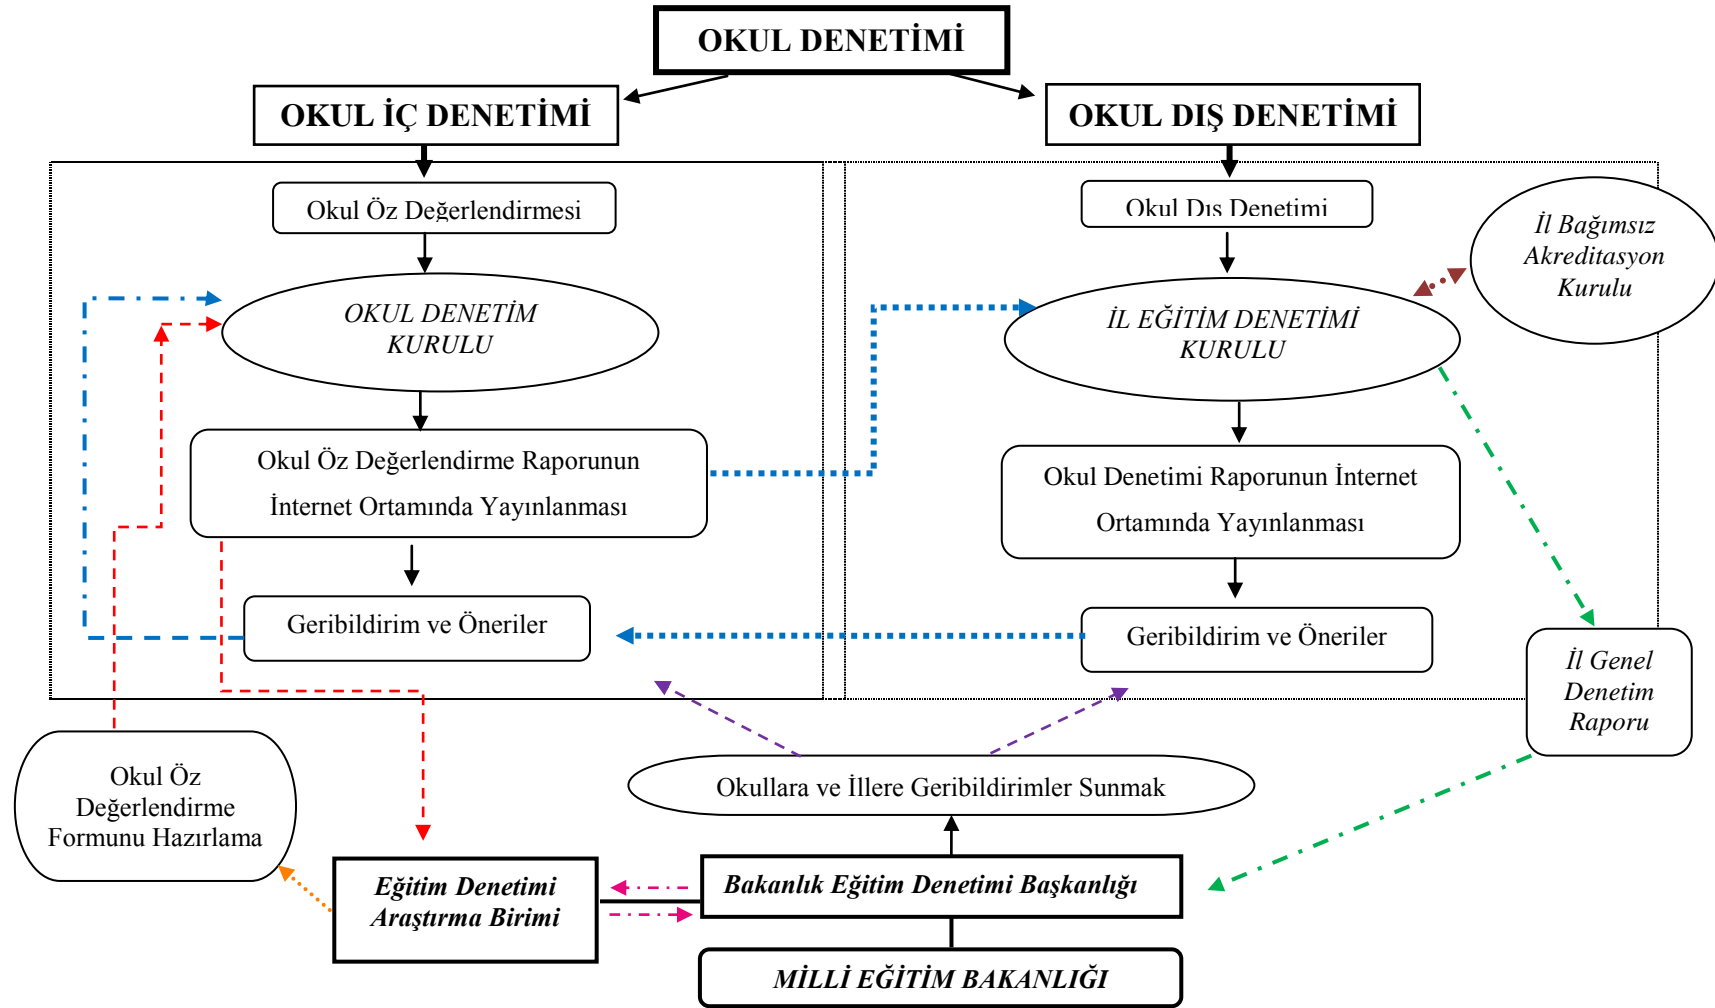 OKUL DENETİMİ
OKUL İÇ DENETİMİ
OKUL DIŞ DENETİMİ
Okul Öz Değerlendirmesi
Okul Dış Denetimi
İl Bağımsız
Akreditasyon
Kurulu
OKUL DENETİM
KURULU
İL EĞİTİM DENETİMİ
KURULU
Okul Öz Değerlendirme Raporunun
İnternet Ortamında Yayınlanması
Okul Denetimi Raporunun İnternet
Ortamında Yayınlanması
Geribildirim ve Öneriler
Geribildirim ve Öneriler
İl Genel
Denetim
Raporu
Okul Öz
Değerlendirme
Formunu Hazırlama
Okullara ve İllere Geribildirimler Sunmak
Eğitim Denetimi
Araştırma Birimi
Bakanlık Eğitim Denetimi Başkanlığı
MİLLİ EĞİTİM BAKANLIĞI